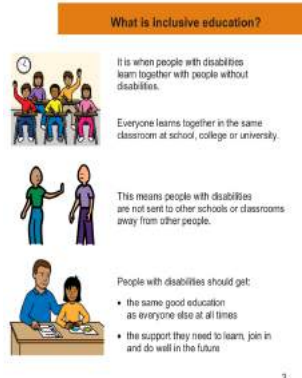 What is inclusive education?
It is when people with disabilities
learn together with people without
disabilities.
Everyone learns together in the same
classroom at school, college or university.
This means people with disabilities
are not sent to other schools or classrooms
away from other people.
People with disabilities should get:
• the same good education
as everyone else at all times
• the support they need to learn, join in
and do well in the future
3